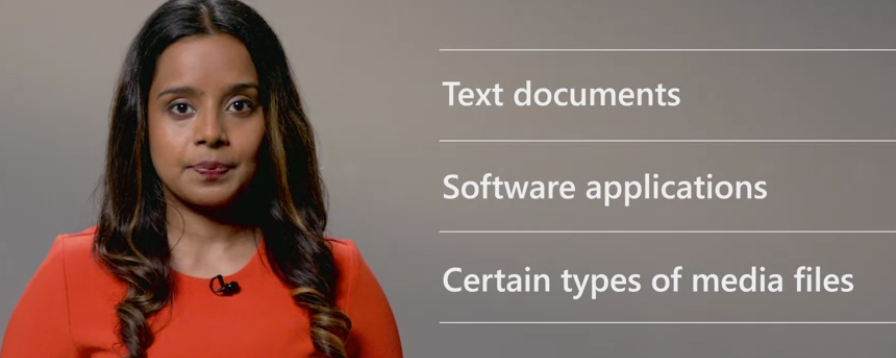 Text documents
Software applications
Certain types of media files